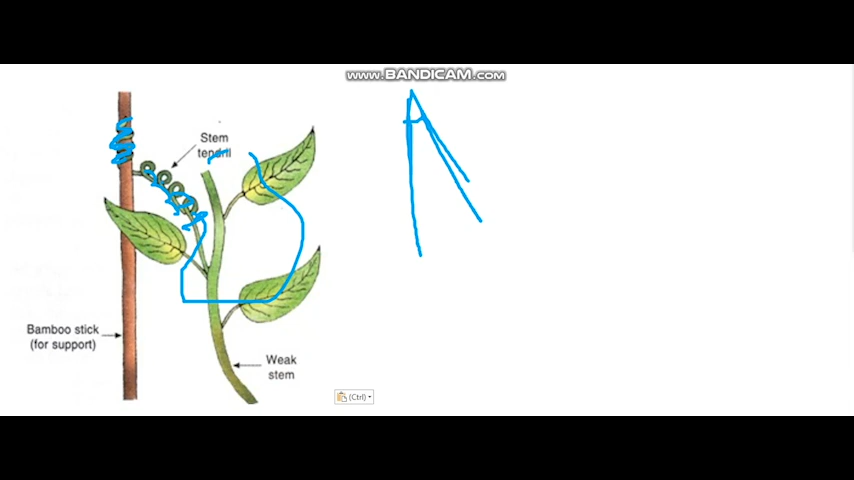 www.BANDICAM.com
Stem
tendril
Bamboo stick
(for support)
Weak
stem
(Ctrl)